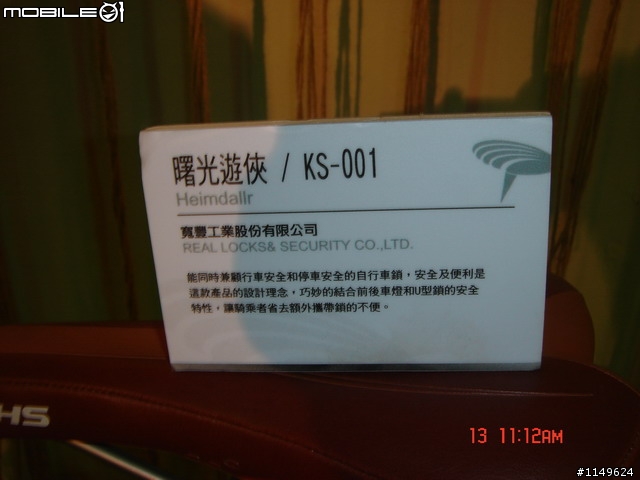 MOBILE01
曙光遊俠 / KS-001
Heimdallr
寬豐工業股份有限公司
REAL LOCKS& SECURITY CO.,LTD.
能同時兼顧行車安全和停車安全的自行車鎖，安全及便利是
這款產品的設計理念，巧妙的結合前後車燈和U型鎖的安全
特性，讓騎乘者省去額外攜帶鎖的不便。
HS
13 11:12AM
#1149624